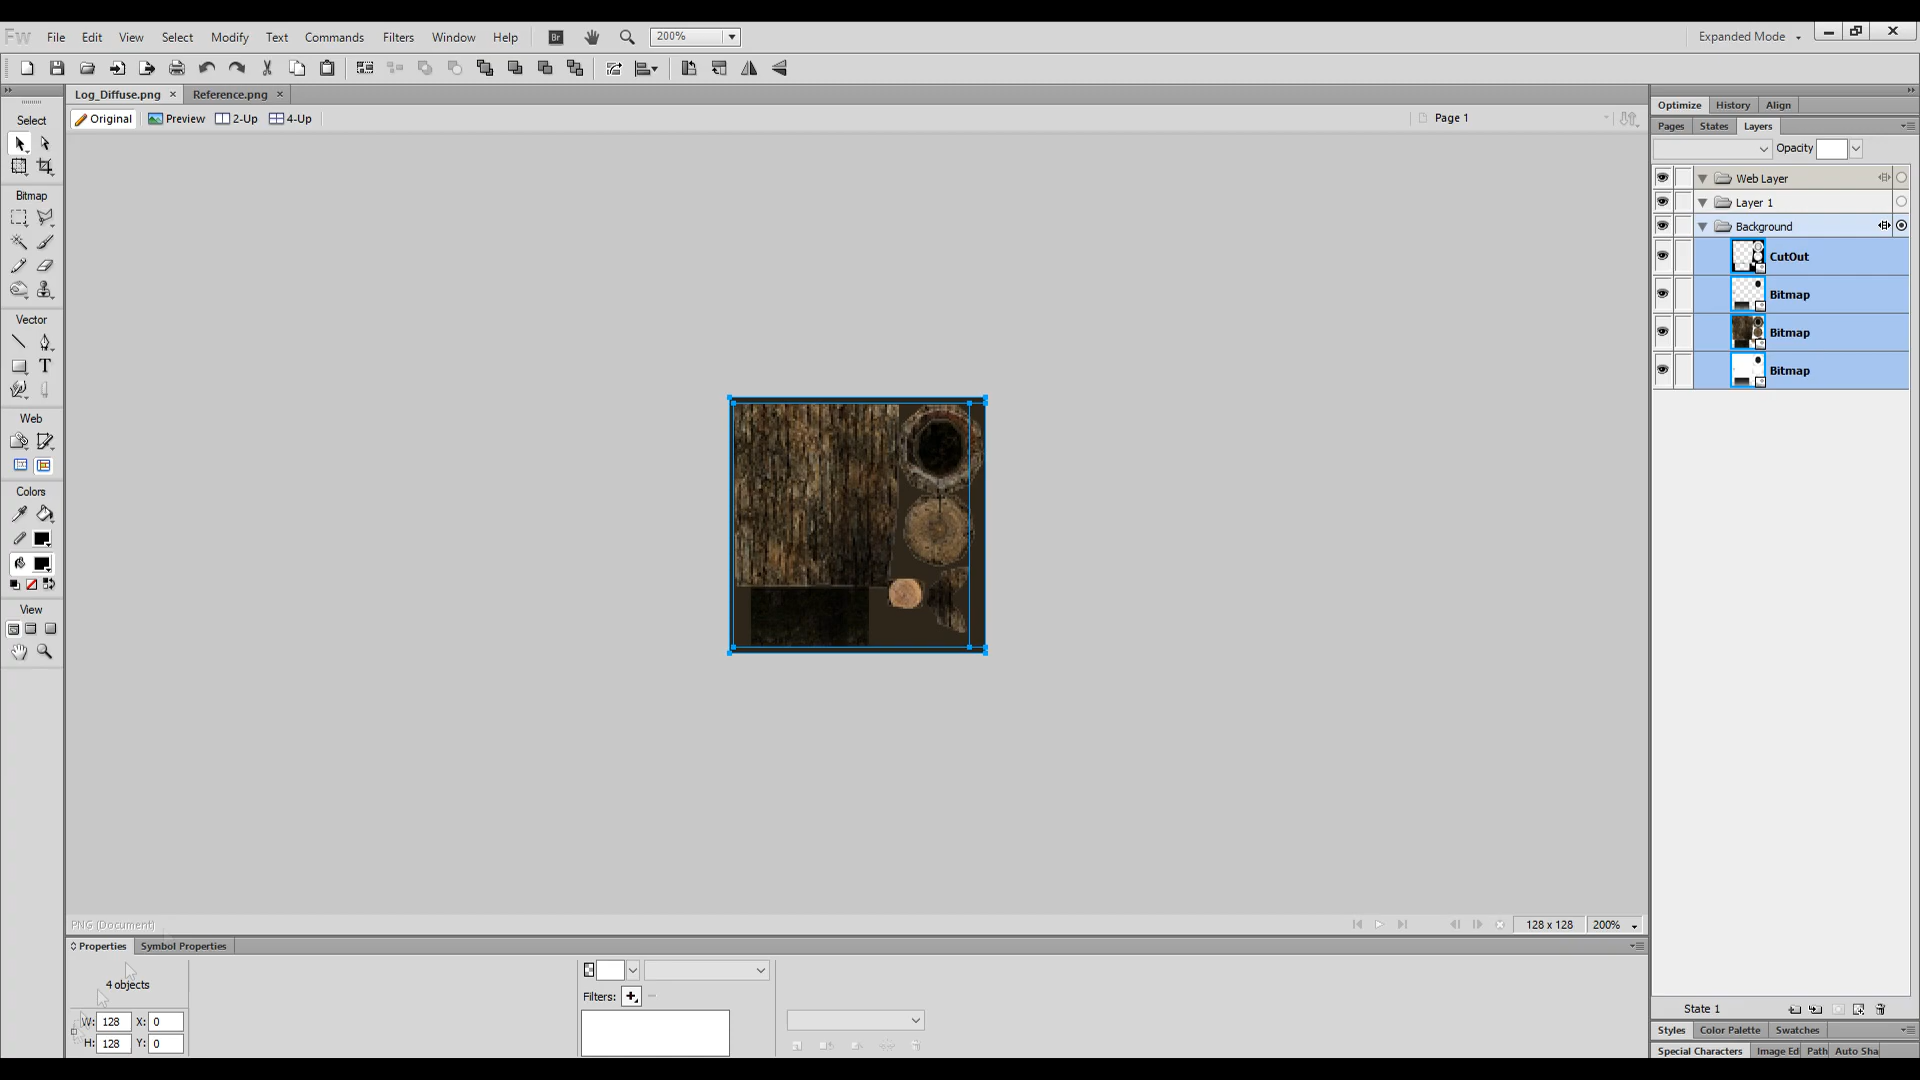 Fw File Edit View Select Modify Text Commands Filters Window Help Br 200% Expanded Mode
Log_Diffuse.png × Reference.png ×
Original Preview 2-Up 4-Up Page 1
Select
Bitmap
Vector
T
Web
Colors
View
Optimize History Align
Pages States Layers
Opacity
Web Layer
Layer 1
Background
CutOut
Bitmap
Bitmap
Bitmap
State 1
Styles Color Palette Swatches
Special Characters Image Ed Path Auto Sha
PNG (Document) 128 x 128 200%
Properties Symbol Properties
4 objects
Filters:
W: 128 X: 0
H: 128 Y: 0